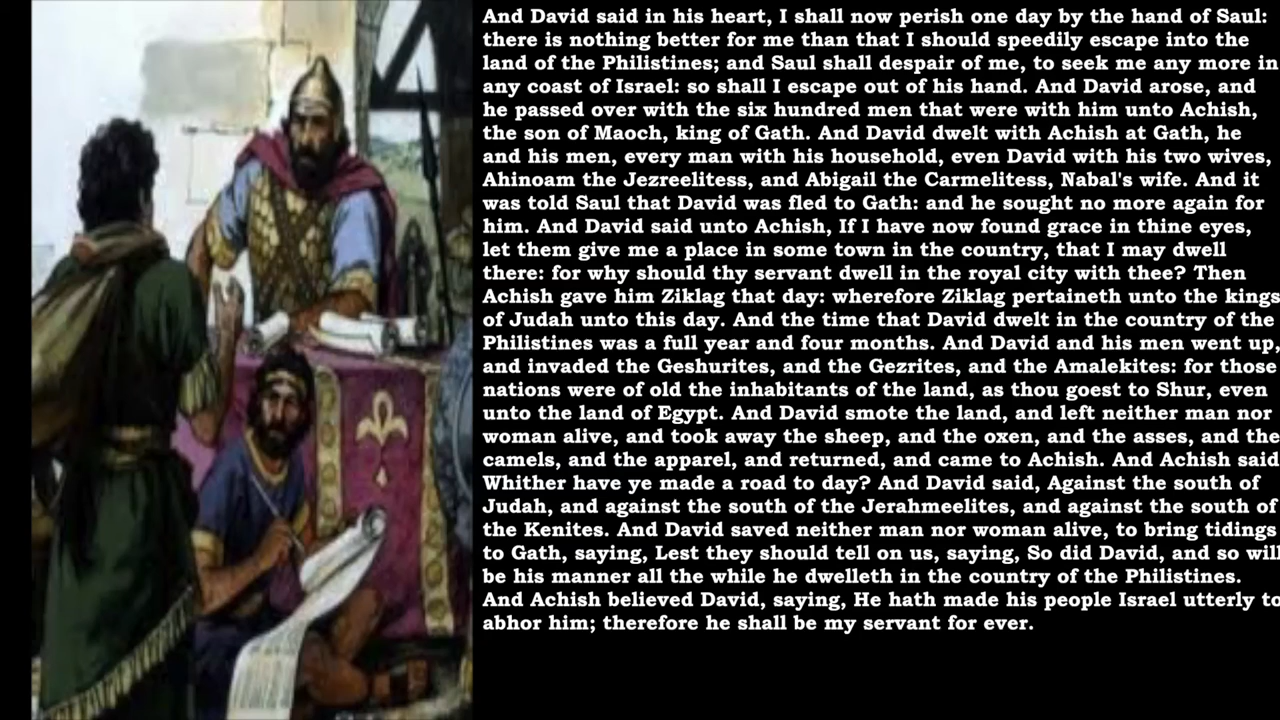 And David said in his heart, I shall now perish one day by the hand of Saul:
there is nothing better for me than that I should speedily escape into the
land of the Philistines; and Saul shall despair of me, to seek me any more in
any coast of Israel: so shall I escape out of his hand. And David arose, and
he passed over with the six hundred men that were with him unto Achish,
the son of Maoch, king of Gath. And David dwelt with Achish at Gath, he
and his men, every man with his household, even David with his two wives,
Ahinoam the Jezreelitess, and Abigail the Carmelitess, Nabal's wife. And it
was told Saul that David was fled to Gath: and he sought no more again for
him. And David said unto Achish, If I have now found grace in thine eyes,
let them give me a place in some town in the country, that I may dwell
there: for why should thy servant dwell in the royal city with thee? Then
Achish gave him Ziklag that day: wherefore Ziklag pertaineth unto the kings
of Judah unto this day. And the time that David dwelt in the country of the
Philistines was a full year and four months. And David and his men went up,
and invaded the Geshurites, and the Gezrites, and the Amalekites: for those
nations were of old the inhabitants of the land, as thou goest to Shur, even
unto the land of Egypt. And David smote the land, and left neither man nor
woman alive, and took away the sheep, and the oxen, and the asses, and the
camels, and the apparel, and returned, and came to Achish. And Achish said
Whither have ye made a road to day? And David said, Against the south of
Judah, and against the south of the Jerahmeelites, and against the south of
the Kenites. And David saved neither man nor woman alive, to bring tidings
to Gath, saying, Lest they should tell on us, saying, So did David, and so will
be his manner all the while he dwelleth in the country of the Philistines.
And Achish believed David, saying, He hath made his people Israel utterly to
abhor him; therefore he shall be my servant for ever.